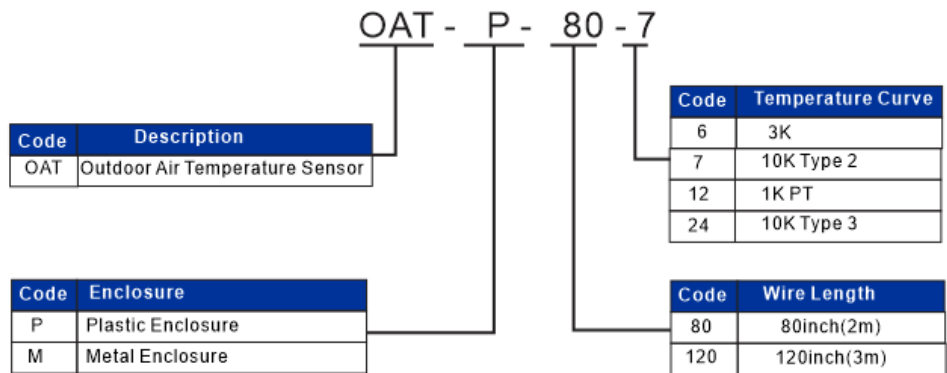 OAT - P - 80 - 7
Code Description
OAT Outdoor Air Temperature Sensor
Code Enclosure
P Plastic Enclosure
M Metal Enclosure
Code Temperature Curve
6 3K
7 10K Type 2
12 1K PT
24 10K Type 3
Code Wire Length
80 80inch(2m)
120 120inch(3m)